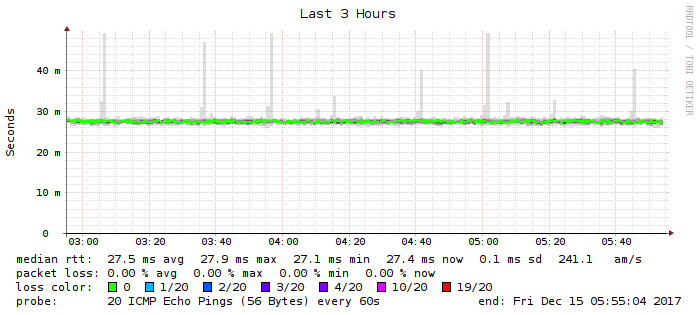 Last 3 Hours
RRDTOOL / TOBI OETIKER
Seconds
40 m
30 m
20 m
10 m
0
03:00 03:20 03:40 04:00 04:20 04:40 05:00 05:20 05:40
median rtt: 27.5 ms avg 27.9 ms max 27.1 ms min 27.4 ms now 0.1 ms sd 241.1 am/s
packet loss: 0.00 % avg 0.00 % max 0.00 % min 0.00 % now
loss color: 0 1/20 2/20 3/20 4/20 10/20 19/20
probe: 20 ICMP Echo Pings (56 Bytes) every 60s end: Fri Dec 15 05:55:04 2017